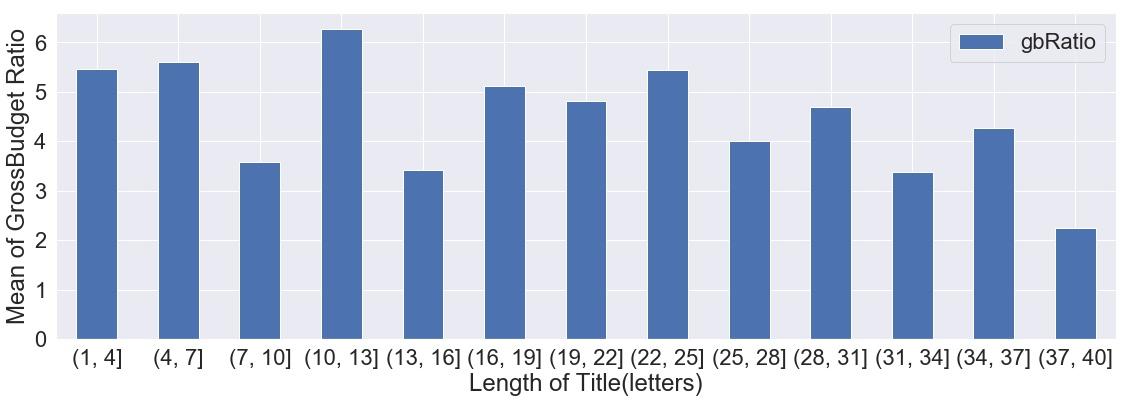 gbRatio
Mean of GrossBudget Ratio
6
5
4
3
2
1
0
(1, 4] (4, 7] (7, 10] (10, 13] (13, 16] (16, 19] (19, 22] (22, 25] (25, 28] (28, 31] (31, 34] (34, 37] (37, 40]
Length of Title(letters)